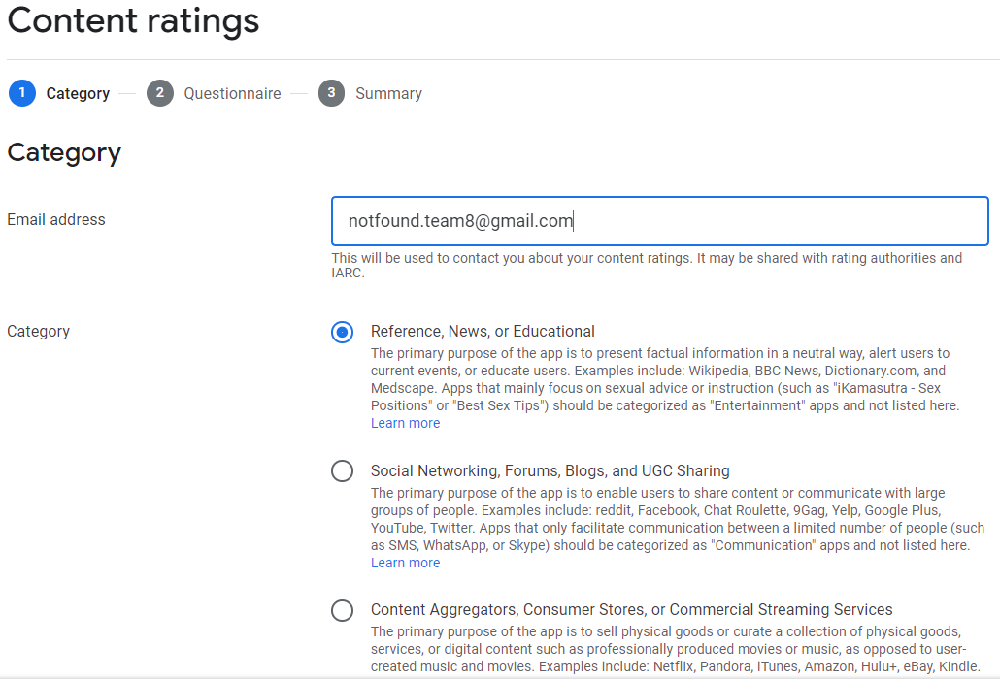 Content ratings
1 Category 2 Questionnaire 3 Summary
Category
Email address
notfound.team8@gmail.com
This will be used to contact you about your content ratings. It may be shared with rating authorities and
IARC.
Category
Reference, News, or Educational
The primary purpose of the app is to present factual information in a neutral way, alert users to
current events, or educate users. Examples include: Wikipedia, BBC News, Dictionary.com, and
Medscape. Apps that mainly focus on sexual advice or instruction (such as "iKamasutra - Sex
Positions" or "Best Sex Tips") should be categorized as "Entertainment" apps and not listed here.
Learn more
Social Networking, Forums, Blogs, and UGC Sharing
The primary purpose of the app is to enable users to share content or communicate with large
groups of people. Examples include: reddit, Facebook, Chat Roulette, 9Gag, Yelp, Google Plus,
YouTube, Twitter. Apps that only facilitate communication between a limited number of people (such
as SMS, WhatsApp, or Skype) should be categorized as "Communication" apps and not listed here.
Learn more
Content Aggregators, Consumer Stores, or Commercial Streaming Services
The primary purpose of the app is to sell physical goods or curate a collection of physical goods,
services, or digital content such as professionally produced movies or music, as opposed to user-
created music and movies. Examples include: Netflix, Pandora, iTunes, Amazon, Hulu+, eBay, Kindle.